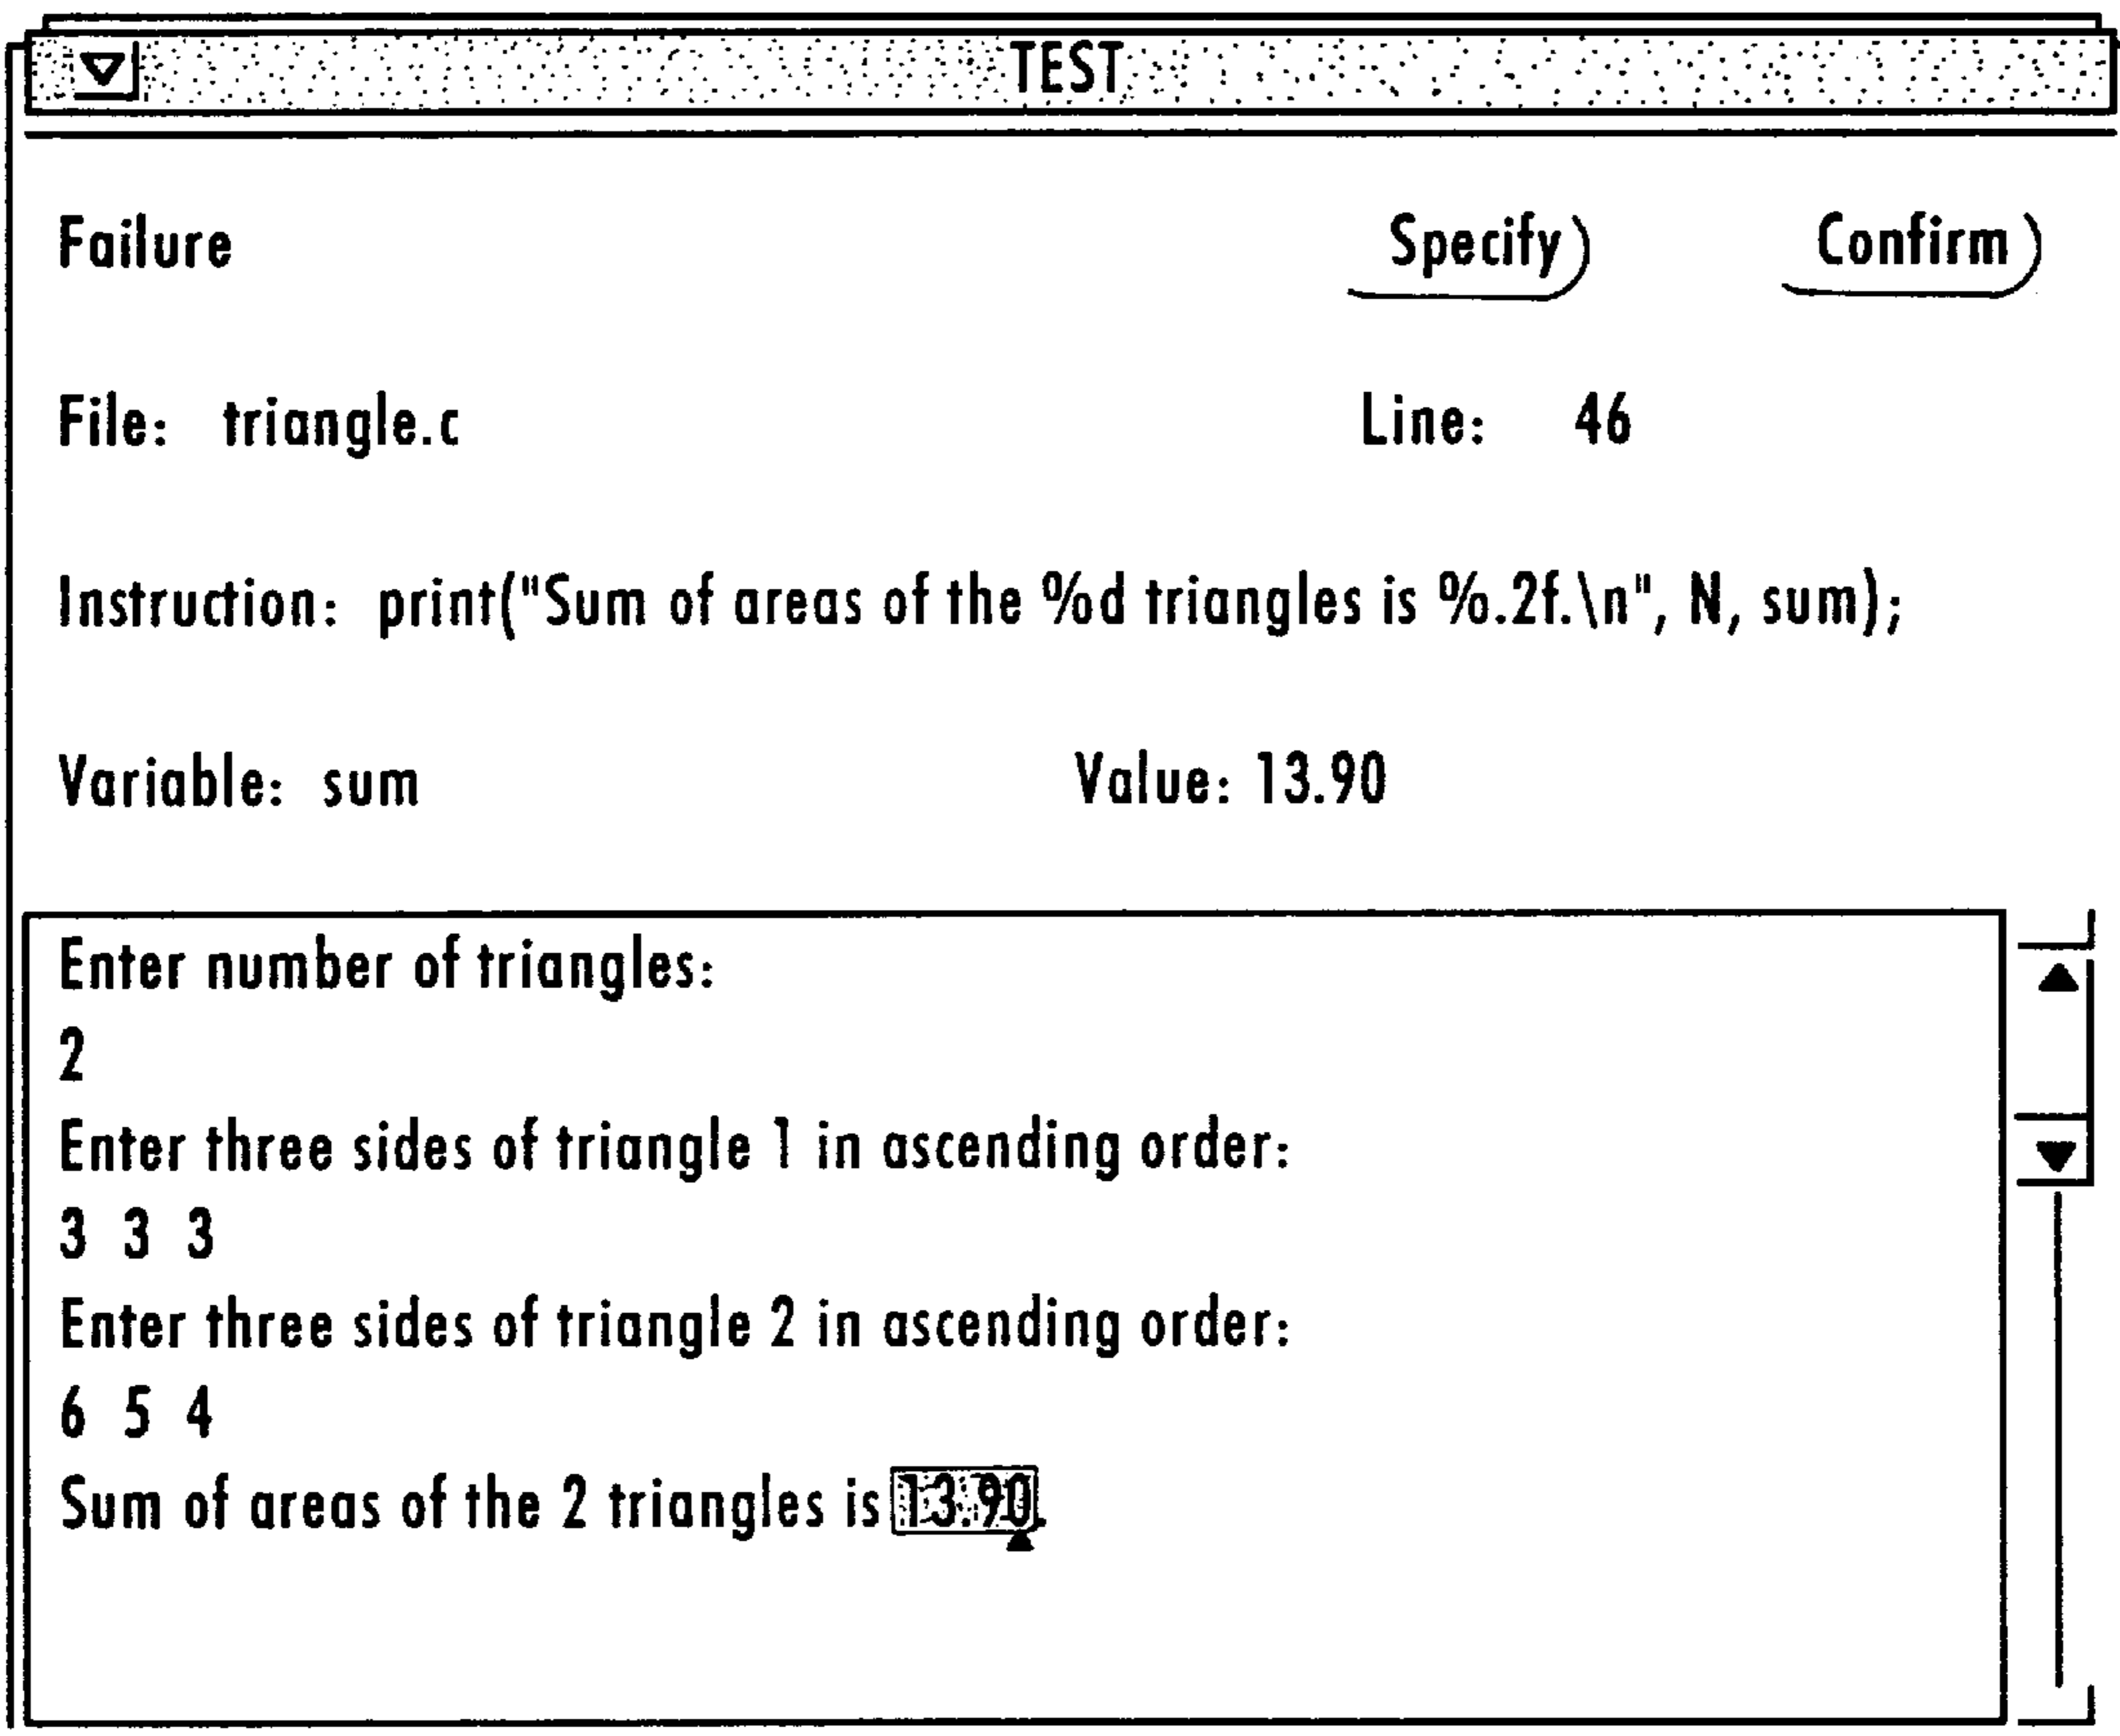 TEST
Failure Specify Confirm
File: triangle.c Line: 46
Instruction: print("Sum of areas of the %d triangles is %.2f.\n", N, sum);
Variable: sum Value: 13.90
Enter number of triangles:
2
Enter three sides of triangle 1 in ascending order:
3 3 3
Enter three sides of triangle 2 in ascending order:
6 5 4
Sum of areas of the 2 triangles is 13.90.